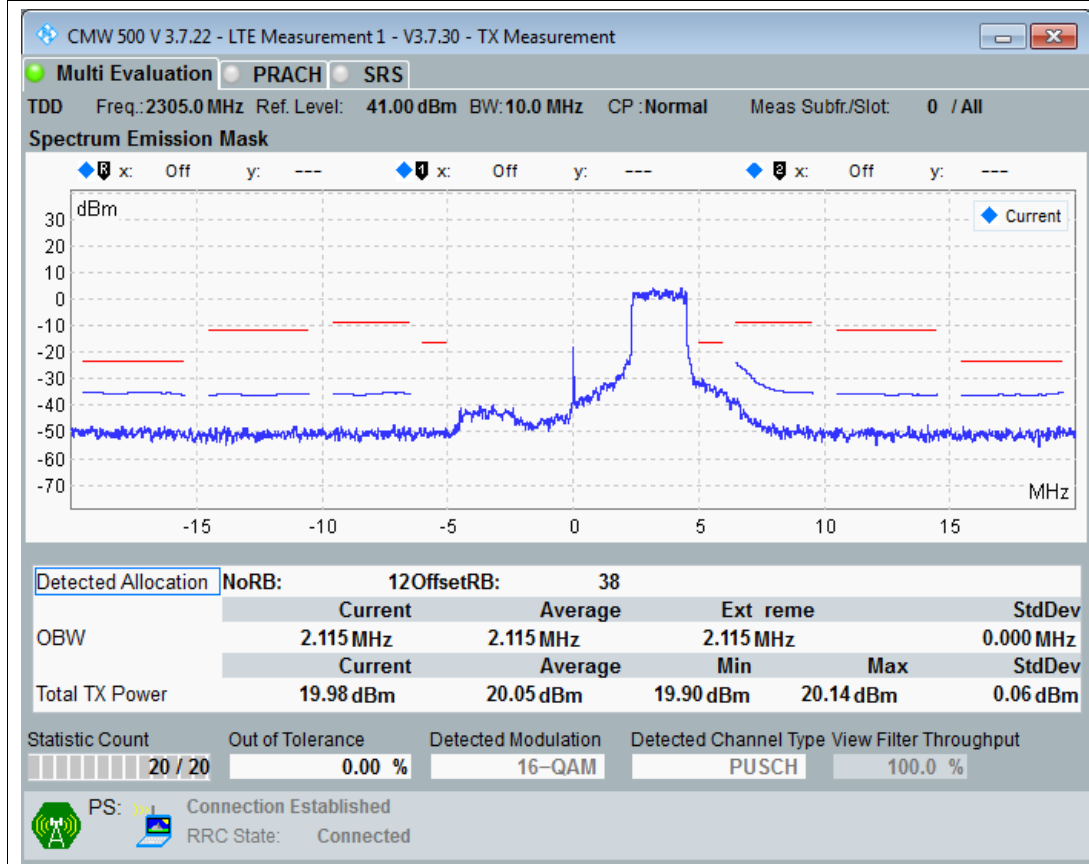 CMW 500 V 3.7.22 - LTE Measurement 1 - V3.7.30 - TX Measurement
Multi Evaluation PRACH SRS
TDD Freq.:2305.0 MHz Ref. Level: 41.00 dBm BW:10.0 MHz CP :Normal Meas Subfr./Slot: 0 / All
Spectrum Emission Mask
R x: Off y: --- 1 x: Off y: --- 2 x: Off y: ---
dBm
Current
30
20
10
0
-10
-20
-30
-40
-50
-60
-70
MHz
-15 -10 -5 0 5 10 15
Detected Allocation NoRB: 12OffsetRB: 38
Current Average Ext reme StdDev
OBW 2.115 MHz 2.115 MHz 2.115 MHz 0.000 MHz
Current Average Min Max StdDev
Total TX Power 19.98 dBm 20.05 dBm 19.90 dBm 20.14 dBm 0.06 dBm
Statistic Count Out of Tolerance Detected Modulation Detected Channel Type View Filter Throughput
20 / 20 0.00 % 16-QAM PUSCH 100.0 %
PS: Connection Established
RRC State: Connected